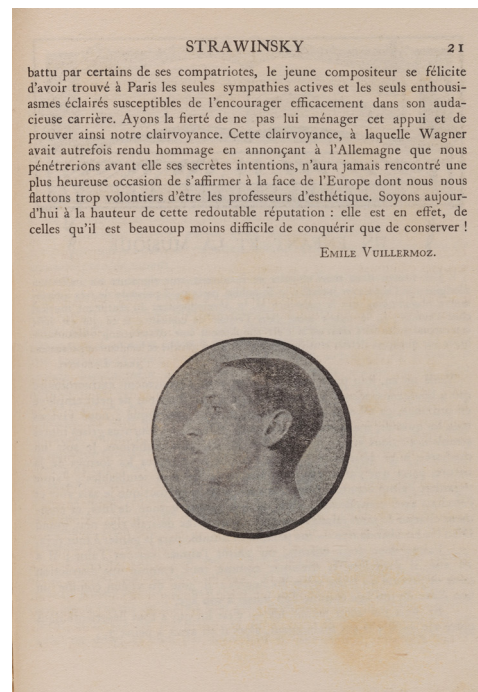 STRAWINSKY 21
battu par certains de ses compatriotes, le jeune compositeur se félicite
d'avoir trouvé à Paris les seules sympathies actives et les seuls enthousi-
asmes éclairés susceptibles de l'encourager efficacement dans son auda-
cieuse carrière. Ayons la fierté de ne pas lui ménager cet appui et de
prouver ainsi notre clairvoyance. Cette clairvoyance, à laquelle Wagner
avait autrefois rendu hommage en annonçant à l'Allemagne que nous
pénétrerions avant elle ses secrètes intentions, n'aura jamais rencontré une
plus heureuse occasion de s'affirmer à la face de l'Europe dont nous nous
flattons trop volontiers d'être les professeurs d'esthétique. Soyons aujour-
d'hui à la hauteur de cette redoutable réputation : elle est en effet, de
celles qu'il est beaucoup moins difficile de conquérir que de conserver !
Emile Vuillermoz.